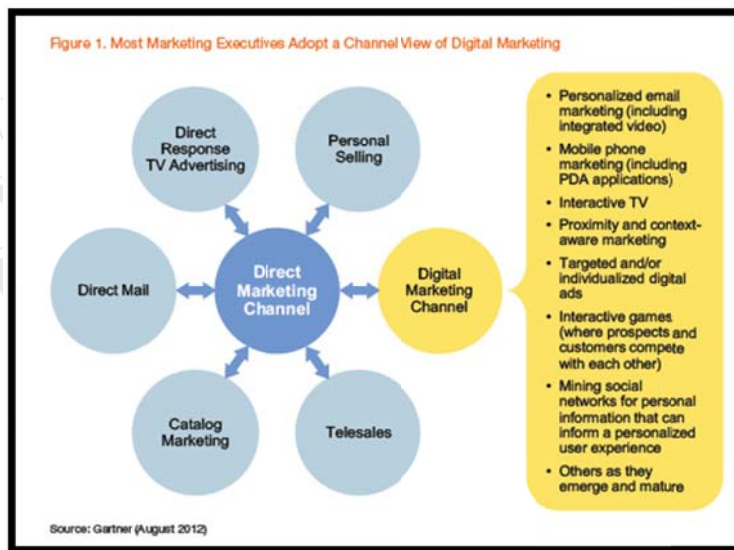 Figure 1. Most Marketing Executives Adopt a Channel View of Digital Marketing
Direct
Response
TV Advertising
Personal
Selling
Direct Mail
Direct
Marketing
Channel
Digital
Marketing
Channel
Catalog
Marketing
Telesales
• Personalized email
marketing (including
integrated video)
• Mobile phone
marketing (including
PDA applications)
• Interactive TV
• Proximity and context-
aware marketing
• Targeted and/or
individualized digital
ads
• Interactive games
(where prospects and
customers compete
with each other)
• Mining social
networks for personal
information that can
inform a personalized
user experience
• Others as they
emerge and mature
Source: Gartner (August 2012)